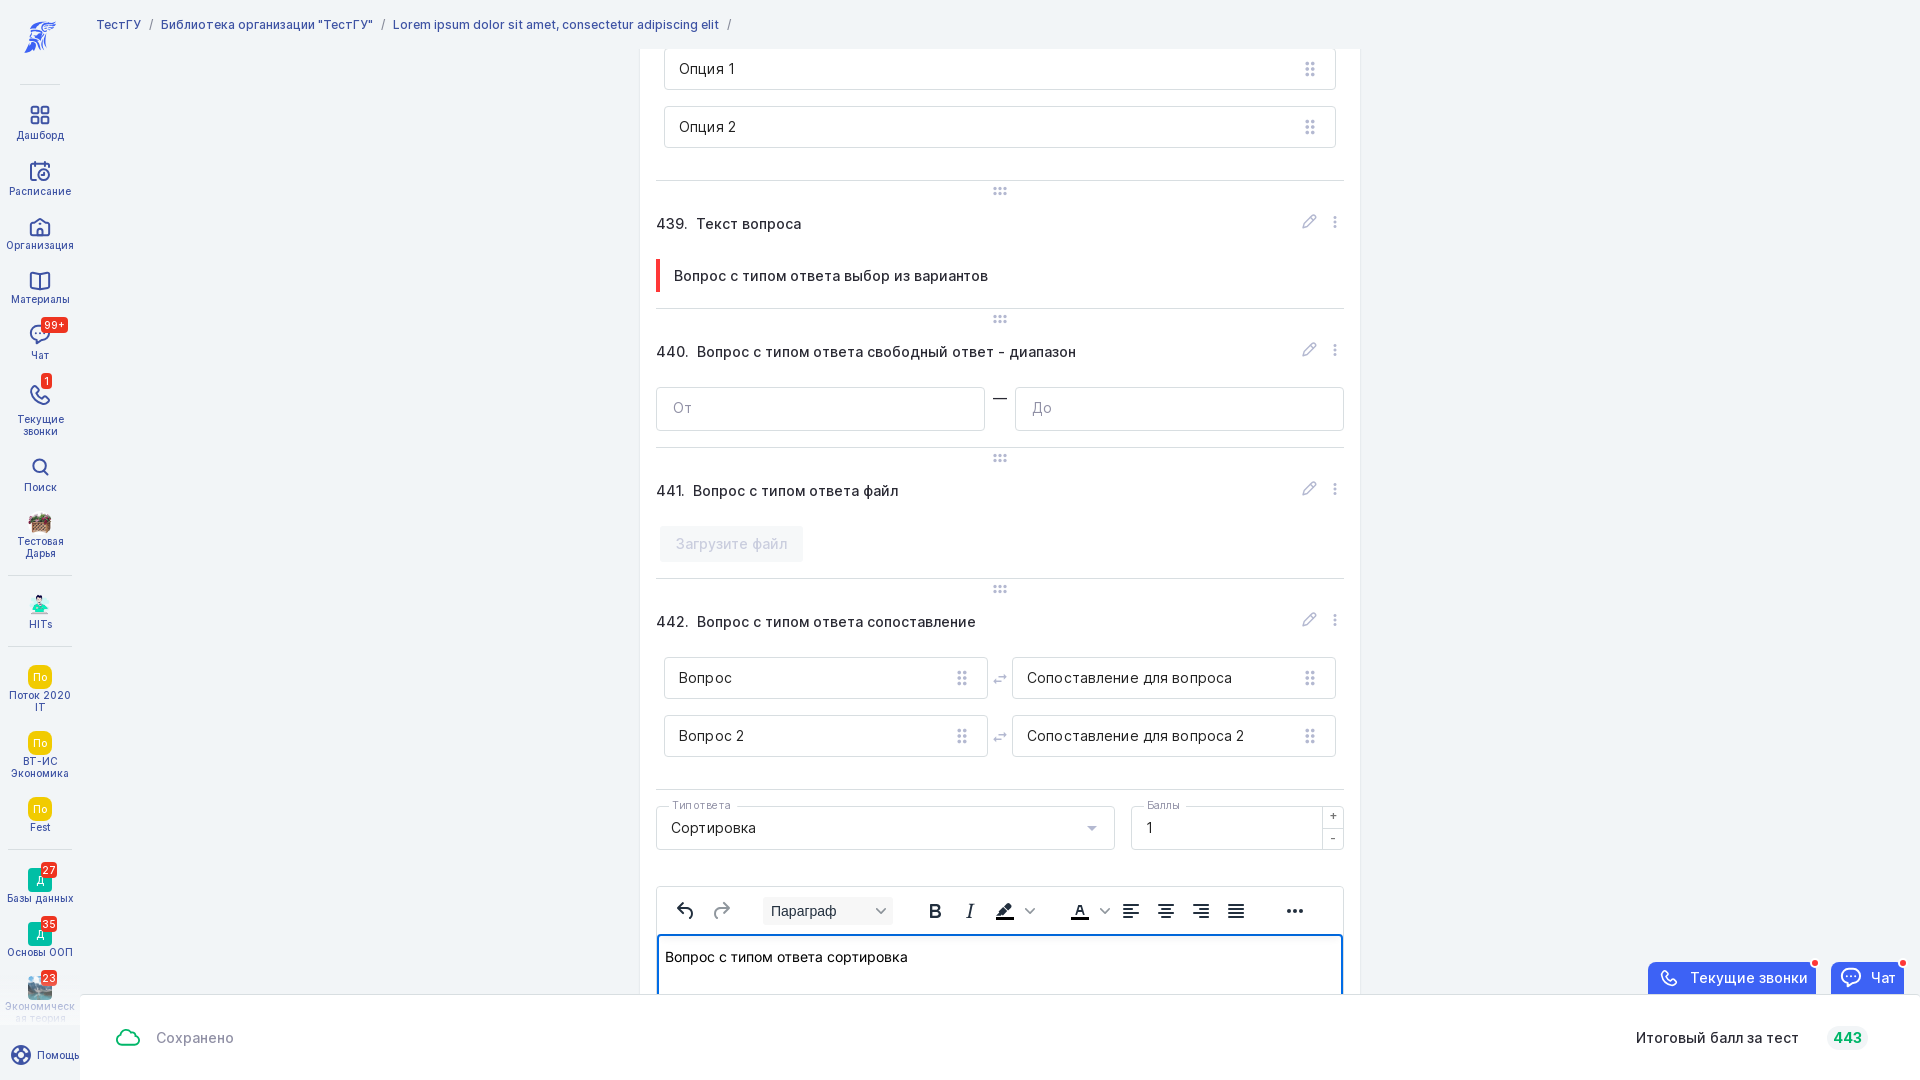 ТестГУ / Библиотека организации "ТестГУ" / Lorem ipsum dolor sit amet, consectetur adipiscing elit /
Дашборд
Расписание
Организация
Материалы
99+
Чат
1
Текущие
звонки
Поиск
Тестовая
Дарья
HITs
По
Поток 2020
IT
По
ВТ-ИС
Экономика
По
Fest
27
Д
Базы данных
35
Д
Основы ООП
23
Экономическ
ая теория
Помощь
Опция 1
Опция 2
439. Текст вопроса
Вопрос с типом ответа выбор из вариантов
440. Вопрос с типом ответа свободный ответ - диапазон
От — До
441. Вопрос с типом ответа файл
Загрузите файл
442. Вопрос с типом ответа сопоставление
Вопрос Сопоставление для вопроса
Вопрос 2 Сопоставление для вопроса 2
Тип ответа Баллы
Сортировка 1 + -
Параграф
Вопрос с типом ответа сортировка
Текущие звонки Чат
Сохранено Итоговый балл за тест 443